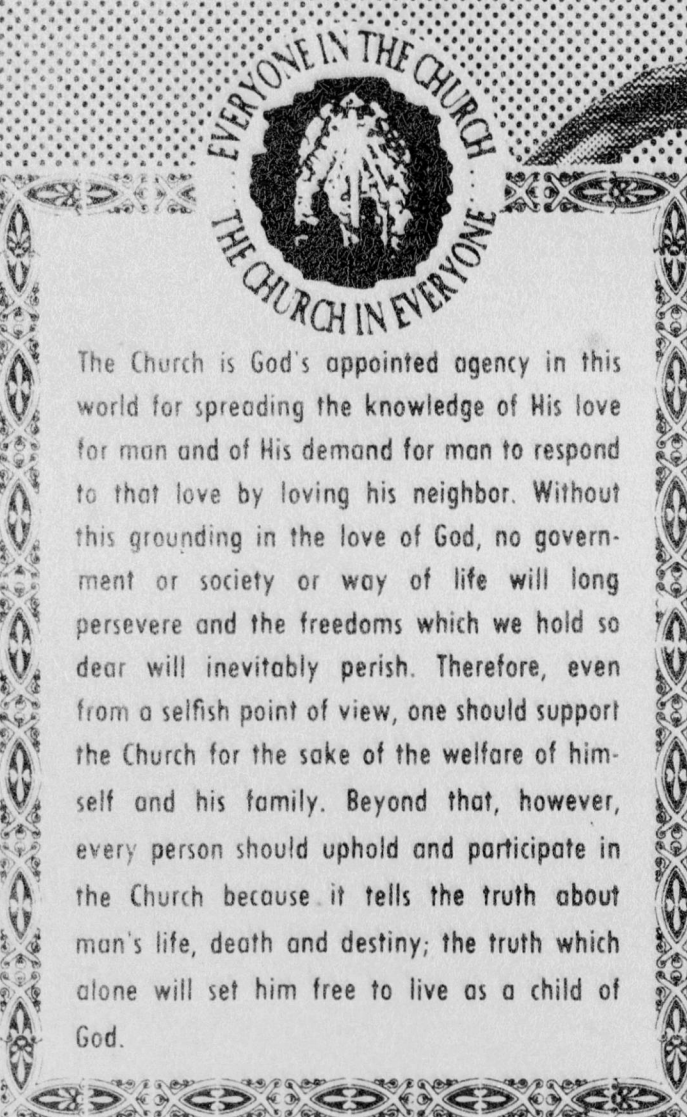 EVERYONE IN THE CHURCH
THE CHURCH IN EVERYONE
The Church is God's appointed agency in this
world for spreading the knowledge of His love
for man and of His demand for man to respond
to that love by loving his neighbor. Without
this grounding in the love of God, no govern-
ment or society or way of life will long
persevere and the freedoms which we hold so
dear will inevitably perish. Therefore, even
from a selfish point of view, one should support
the Church for the sake of the welfare of him-
self and his family. Beyond that, however,
every person should uphold and participate in
the Church because it tells the truth about
man's life, death and destiny; the truth which
alone will set him free to live as a child of
God.